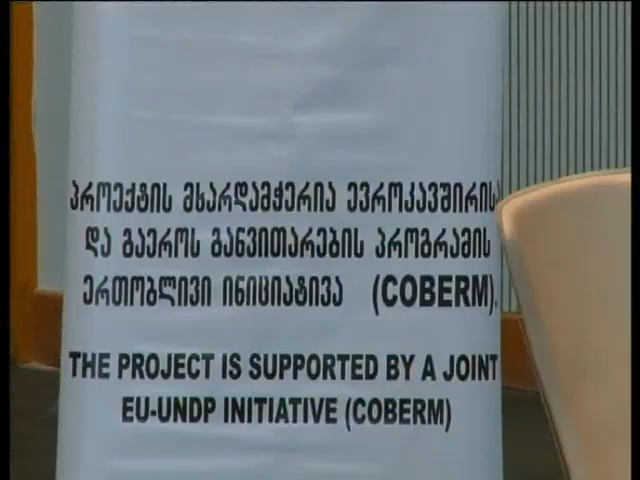 პროექტის მხარდამჭერია ევროკავშირის
და გაეროს განვითარების პროგრამის
ერთობლივი ინიციატივა (COBERM).
THE PROJECT IS SUPPORTED BY A JOINT
EU-UNDP INITIATIVE (COBERM)